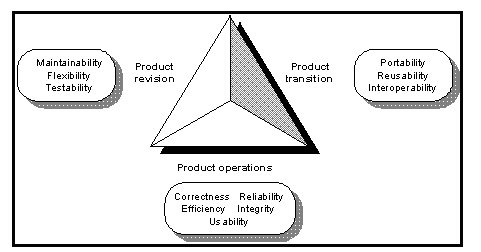 Maintainability
Flexibility
Testability
Product
revision
Product
transition
Portability
Reusability
Interoperability
Product operations
Correctness Reliability
Efficiency Integrity
Usability